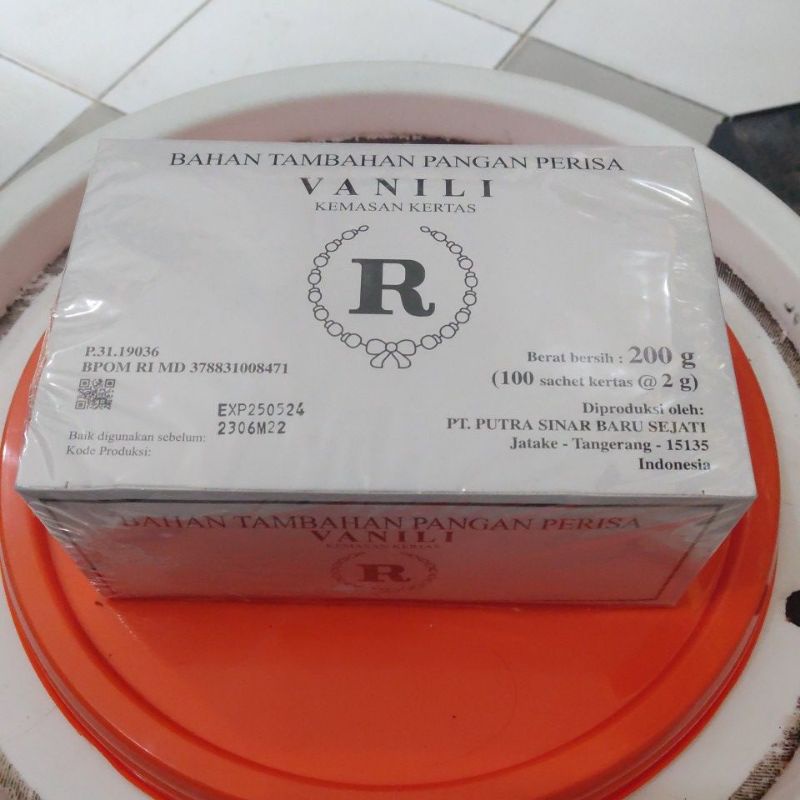 BAHAN TAMBAHAN PANGAN PERISA
VANILI
KEMASAN KERTAS
R
P.31.19036
BPOM RI MD 378831008471
Berat bersih : 200 g
(100 sachet kertas @ 2 g)
EXP250524
Baik digunakan sebelum: 2306M22
Kode Produksi:
Diproduksi oleh:
PT. PUTRA SINAR BARU SEJATI
Jatake - Tangerang - 15135
Indonesia
BAHAN TAMBAHAN PANGAN PERISA
VANILI
KEMASAN KERTAS
R